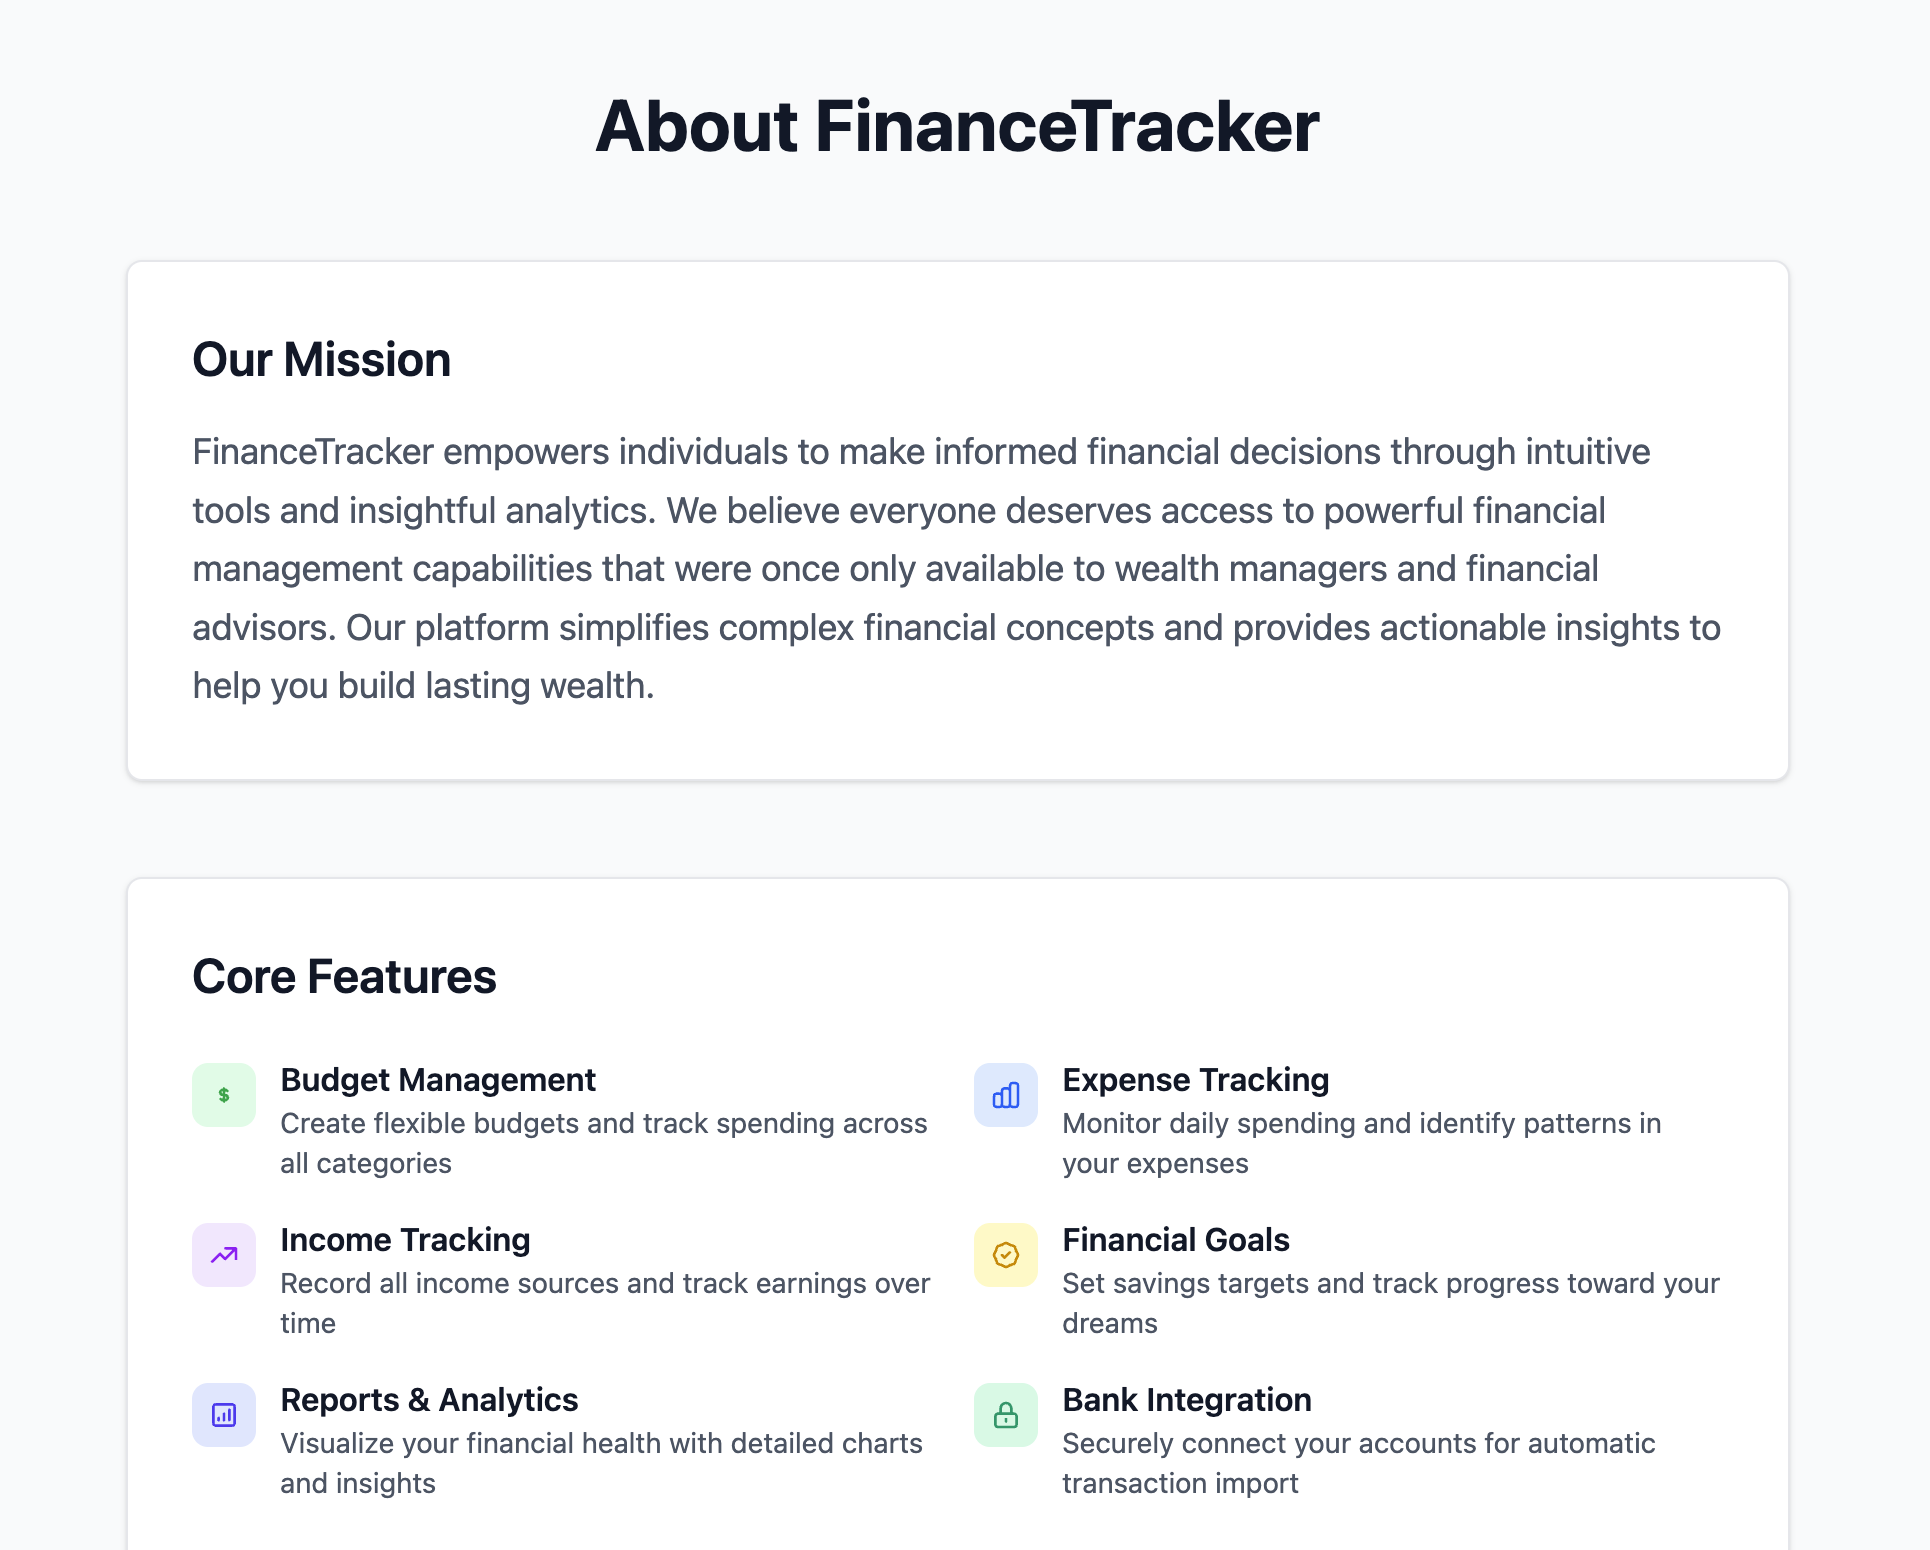 About FinanceTracker
Our Mission
FinanceTracker empowers individuals to make informed financial decisions through intuitive
tools and insightful analytics. We believe everyone deserves access to powerful financial
management capabilities that were once only available to wealth managers and financial
advisors. Our platform simplifies complex financial concepts and provides actionable insights to
help you build lasting wealth.
Core Features
$
Budget Management
Create flexible budgets and track spending across
all categories
Expense Tracking
Monitor daily spending and identify patterns in
your expenses
Income Tracking
Record all income sources and track earnings over
time
Financial Goals
Set savings targets and track progress toward your
dreams
Reports & Analytics
Visualize your financial health with detailed charts
and insights
Bank Integration
Securely connect your accounts for automatic
transaction import